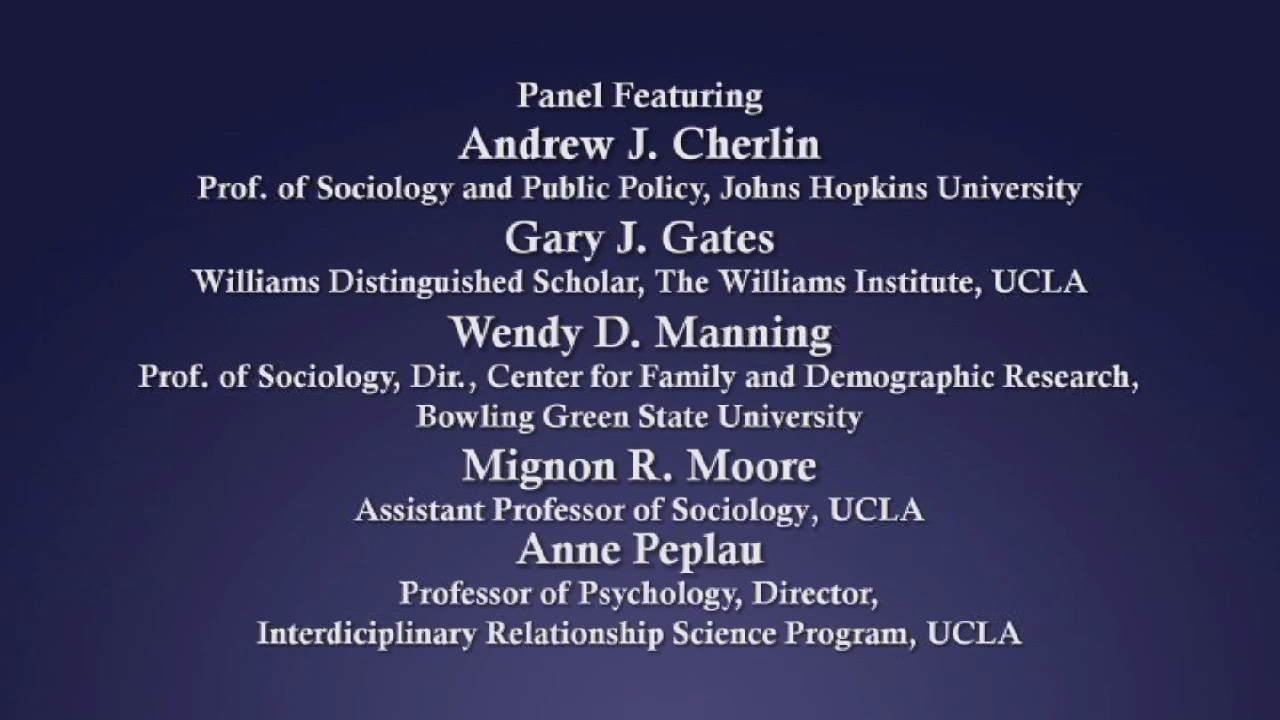 Panel Featuring
Andrew J. Cherlin
Prof. of Sociology and Public Policy, Johns Hopkins University
Gary J. Gates
Williams Distinguished Scholar, The Williams Institute, UCLA
Wendy D. Manning
Prof. of Sociology, Dir., Center for Family and Demographic Research,
Bowling Green State University
Mignon R. Moore
Assistant Professor of Sociology, UCLA
Anne Peplau
Professor of Psychology, Director,
Interdiciplinary Relationship Science Program, UCLA